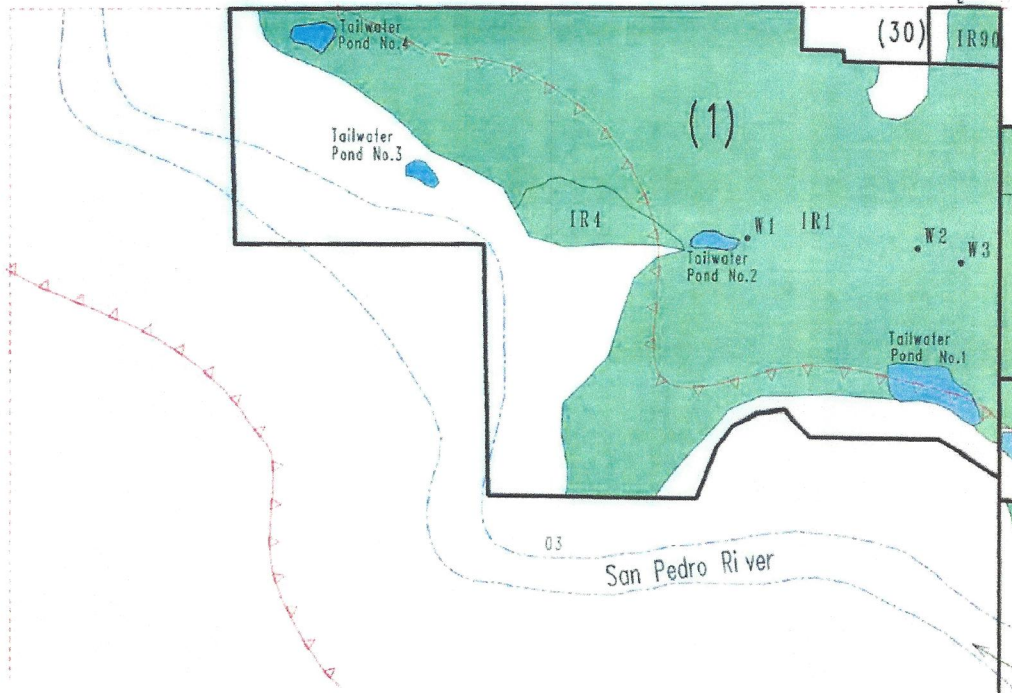 Tailwater
Pond No.4
(30)
IR90
(1)
Tailwater
Pond No.3
IR4
W1
IR1
W2
W3
Tailwater
Pond No.2
Tailwater
Pond No.1
03
San Pedro River